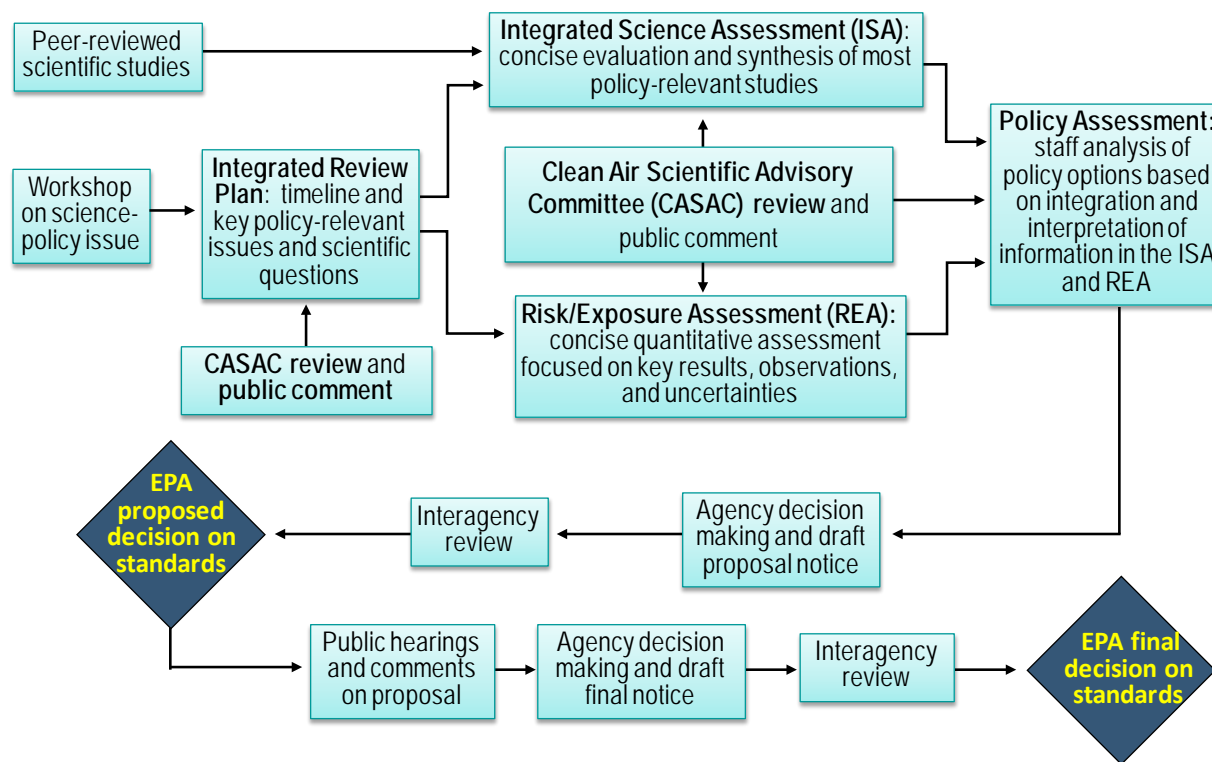 Peer-reviewed
scientific studies
Integrated Science Assessment (ISA):
concise evaluation and synthesis of most
policy-relevant studies
Workshop
on science-
policy issue
Integrated Review
Plan: timeline and
key policy-relevant
issues and scientific
questions
Clean Air Scientific Advisory
Committee (CASAC) review and
public comment
Policy Assessment:
staff analysis of
policy options based
on integration and
interpretation of
information in the ISA
and REA
CASAC review and
public comment
Risk/Exposure Assessment (REA):
concise quantitative assessment
focused on key results, observations,
and uncertainties
EPA
proposed
decision on
standards
Interagency
review
Agency decision
making and draft
proposal notice
Public hearings
and comments
on proposal
Agency decision
making and draft
final notice
Interagency
review
EPA final
decision on
standards